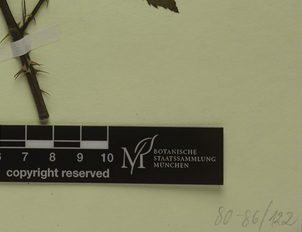 6 7 8 9 10
copyright reserved
M
BOTANISCHE
STAATSSAMMLUNG
MÜNCHEN
80-86/122